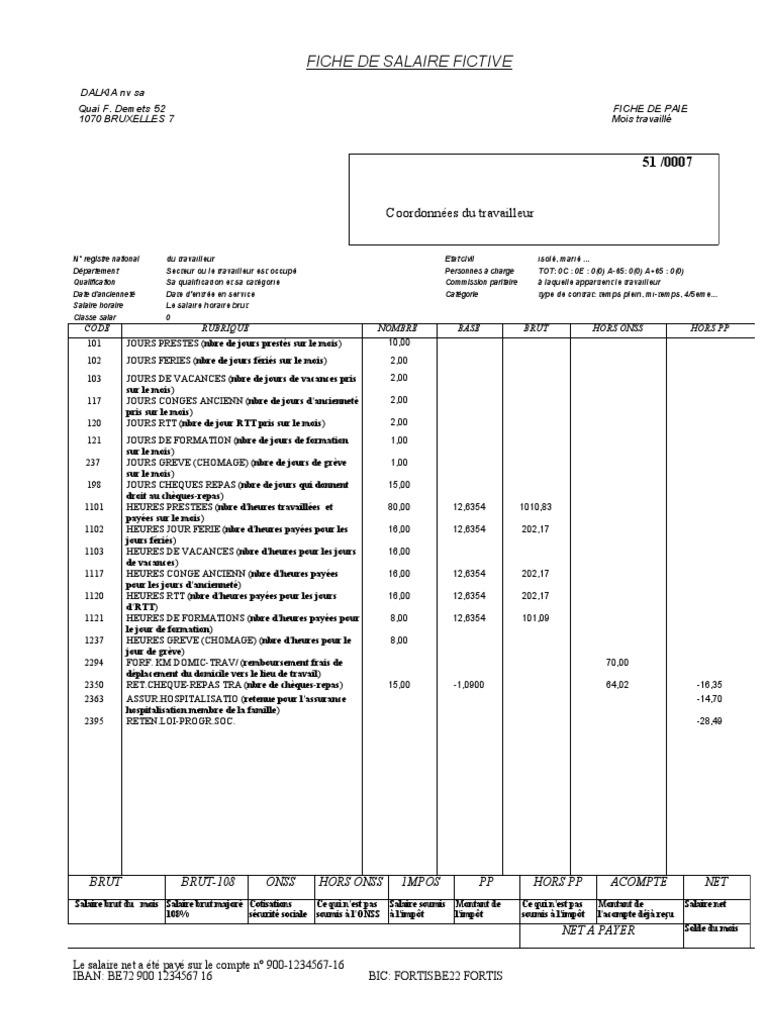 FICHE DE SALAIRE FICTIVE
DALKIA nv sa
Quai F. Demets 52 FICHE DE PAIE
1070 BRUXELLES 7 Mois travaillé
51 /0007
Coordonnées du travailleur
N° registre national du travailleur Etat civil isolé, marié ...
Département Secteur ou le travailleur est occupé Personnes à charge TOT: 0C : 0E : 0(0) A-65: 0(0) A+65 : 0(0)
Qualification Sa qualification et sa catégorie Commission paritaire à laquelle appartient le travailleur
Date d'ancienneté Date d'entrée en service Catégorie type de contrat: temps plein, mi-temps, 4/5eme...
Salaire horaire Le salaire horaire brut
Classe salar 0
CODE RUBRIQUE NOMBRE BASE BRUT HORS ONSS HORS PP
101 JOURS PRESTES (nbre de jours prestés sur le mois) 10,00
102 JOURS FERIES (nbre de jours fériés sur le mois) 2,00
103 JOURS DE VACANCES (nbre de jours de vacances pris 2,00
sur le mois)
117 JOURS CONGES ANCIENN (nbre de jours d'ancienneté 2,00
pris sur le mois)
120 JOURS RTT (nbre de jour RTT pris sur le mois) 2,00
121 JOURS DE FORMATION (nbre de jours de formation 1,00
sur le mois)
237 JOURS GREVE (CHOMAGE) (nbre de jours de grève 1,00
sur le mois)
198 JOURS CHEQUES REPAS (nbre de jours qui donnent 15,00
droit au chèques-repas)
1101 HEURES PRESTEES (nbre d'heures travaillées et 80,00 12,6354 1010,83
payées sur le mois)
1102 HEURES JOUR FERIE (nbre d'heures payées pour les 16,00 12,6354 202,17
jours fériés)
1103 HEURES DE VACANCES (nbre d'heures pour les jours 16,00
de vacances)
1117 HEURES CONGE ANCIENN (nbre d'heures payées 16,00 12,6354 202,17
pour les jours d'ancienneté)
1120 HEURES RTT (nbre d'heures payées pour les jours 16,00 12,6354 202,17
d'RTT)
1121 HEURES DE FORMATIONS (nbre d'heures payées pour 8,00 12,6354 101,09
le jour de formation)
1237 HEURES GREVE (CHOMAGE) (nbre d'heures pour le 8,00
jour de grève)
2294 FORF. KM DOMIC-TRAV/ (remboursement frais de 70,00
déplacement du domicile vers le lieu de travail)
2350 RET.CHEQUE-REPAS TRA (nbre de chèques-repas) 15,00 -1,0900 64,02 -16,35
2363 ASSUR.HOSPITALISATIO (retenue pour l'assurance -14,70
hospitalisation membre de la famille)
2395 RETEN.LOI-PROGR.SOC. -28,49
BRUT BRUT-108 ONSS HORS ONSS IMPOS PP HORS PP ACOMPTE NET
Salaire brut du mois Salaire brut majoré Cotisations Ce qui n'est pas Salaire soumis Montant de Ce qui n'est pas Montant de Salaire net
108% sécurité sociale soumis à l'ONSS à l'impôt l'impôt soumis à l'impôt l'acompte déjà reçu
NET A PAYER Solde du mois
Le salaire net a été payé sur le compte n° 900-1234567-16
IBAN: BE72 900 1234567 16 BIC: FORTISBE22 FORTIS